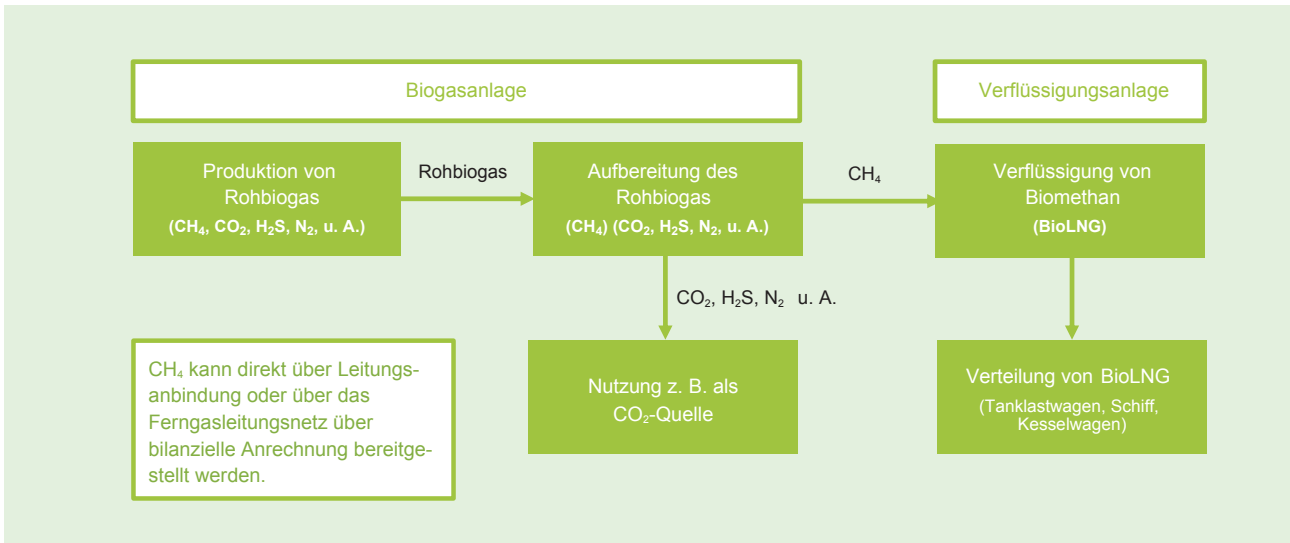 Biogasanlage
Verflüssigungsanlage
Produktion von
Rohbiogas
(CH₄, CO₂, H₂S, N₂, u. A.)
Rohbiogas
Aufbereitung des
Rohbiogas
(CH₄) (CO₂, H₂S, N₂, u. A.)
CH₄
Verflüssigung von
Biomethan
(BioLNG)
CO₂, H₂S, N₂ u. A.
CH₄ kann direkt über Leitungs-
anbindung oder über das
Ferngasleitungsnetz über
bilanzielle Anrechnung bereitge-
stellt werden.
Nutzung z. B. als
CO₂-Quelle
Verteilung von BioLNG
(Tanklastwagen, Schiff,
Kesselwagen)